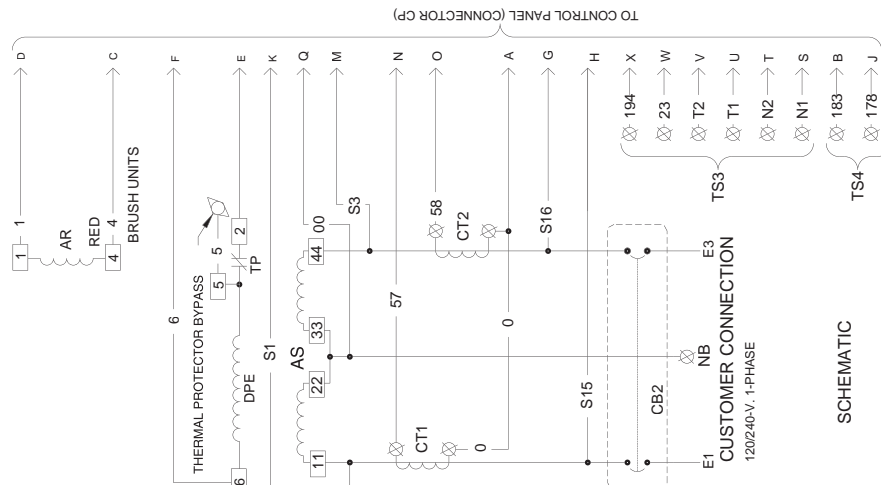 TO CONTROL PANEL (CONNECTOR CP)
D
C
F
E
K
Q
M
N
O
A
G
H
X
W
V
U
T
S
B
J
1
4
194
23
T2
T1
N2
N1
183
178
BRUSH UNITS
1
AR
RED
4
6
THERMAL PROTECTOR BYPASS
5
5
2
TP
DPE
6
S1
00
S3
44
33
AS
22
11
57
58
CT2
CT1
0
0
S16
S15
TS3
TS4
CB2
E3
NB
E1
CUSTOMER CONNECTION
120/240-V. 1-PHASE
SCHEMATIC